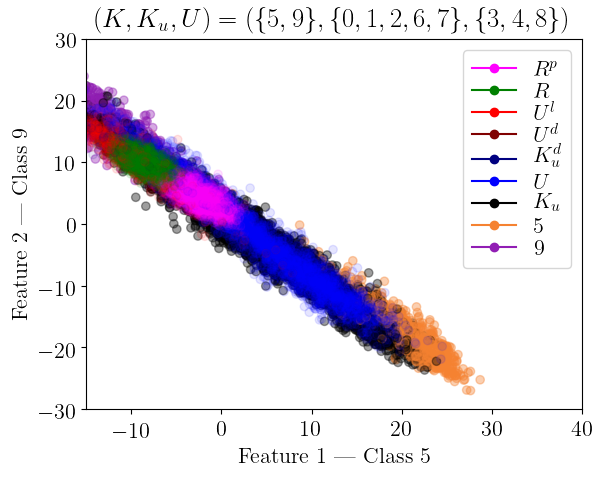 (K, K_u, U) = ({5, 9}, {0, 1, 2, 6, 7}, {3, 4, 8})
30
20
10
0
−10
−20
−30
Feature 2 — Class 9
R^p
R
U^l
U^d
K_u^d
U
K_u
5
9
−10 0 10 20 30 40
Feature 1 — Class 5